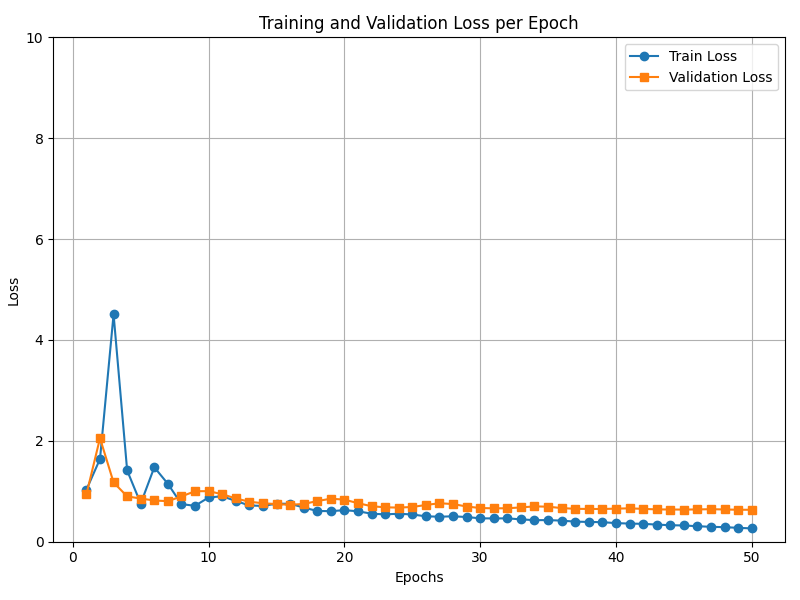 Training and Validation Loss per Epoch
Train Loss
Validation Loss
Loss
10
8
6
4
2
0
0 10 20 30 40 50
Epochs